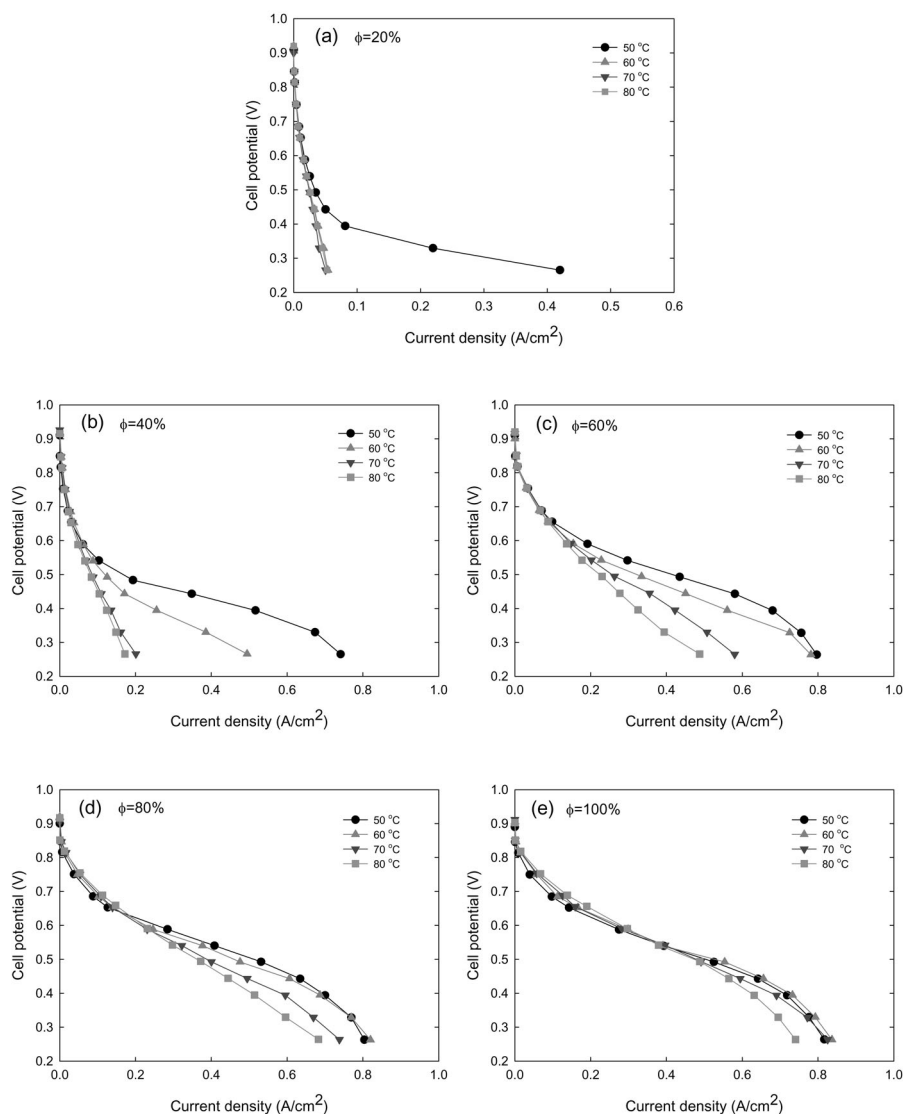 (a) ϕ=20%
50 °C
60 °C
70 °C
80 °C
Cell potential (V)
1.0
0.9
0.8
0.7
0.6
0.5
0.4
0.3
0.2
0.0 0.1 0.2 0.3 0.4 0.5 0.6
Current density (A/cm²)
(b) ϕ=40%
50 °C
60 °C
70 °C
80 °C
Cell potential (V)
1.0
0.9
0.8
0.7
0.6
0.5
0.4
0.3
0.2
0.0 0.2 0.4 0.6 0.8 1.0
Current density (A/cm²)
(c) ϕ=60%
50 °C
60 °C
70 °C
80 °C
Cell potential (V)
1.0
0.9
0.8
0.7
0.6
0.5
0.4
0.3
0.2
0.0 0.2 0.4 0.6 0.8 1.0
Current density (A/cm²)
(d) ϕ=80%
50 °C
60 °C
70 °C
80 °C
Cell potential (V)
1.0
0.9
0.8
0.7
0.6
0.5
0.4
0.3
0.2
0.0 0.2 0.4 0.6 0.8 1.0
Current density (A/cm²)
(e) ϕ=100%
50 °C
60 °C
70 °C
80 °C
Cell potential (V)
1.0
0.9
0.8
0.7
0.6
0.5
0.4
0.3
0.2
0.0 0.2 0.4 0.6 0.8 1.0
Current density (A/cm²)